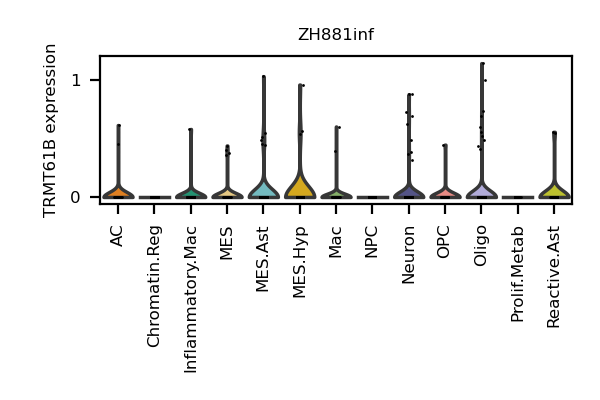 ZH881inf
TRMT61B expression
1
0
AC
Chromatin.Reg
Inflammatory.Mac
MES
MES.Ast
MES.Hyp
Mac
NPC
Neuron
OPC
Oligo
Prolif.Metab
Reactive.Ast